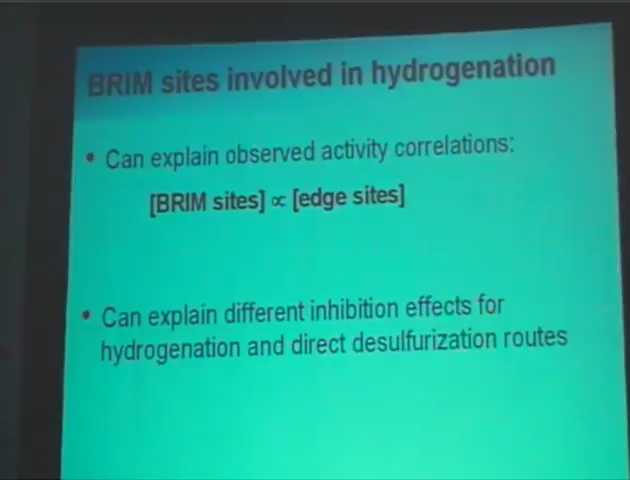 BRIM sites involved in hydrogenation
• Can explain observed activity correlations:
[BRIM sites] ∝ [edge sites]
• Can explain different inhibition effects for
hydrogenation and direct desulfurization routes